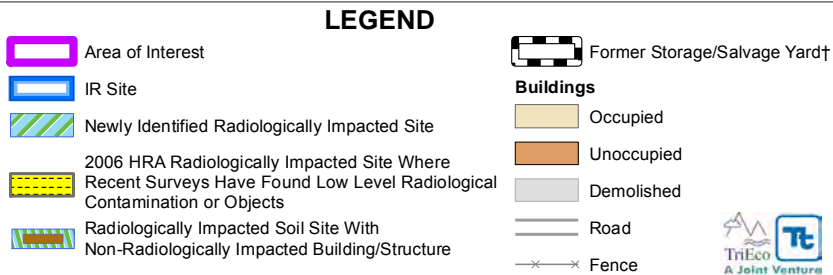 LEGEND
Area of Interest
IR Site
Newly Identified Radiologically Impacted Site
2006 HRA Radiologically Impacted Site Where
Recent Surveys Have Found Low Level Radiological
Contamination or Objects
Radiologically Impacted Soil Site With
Non-Radiologically Impacted Building/Structure
Former Storage/Salvage Yard†
Buildings
Occupied
Unoccupied
Demolished
Road
Fence
TriEco
Tt
A Joint Venture